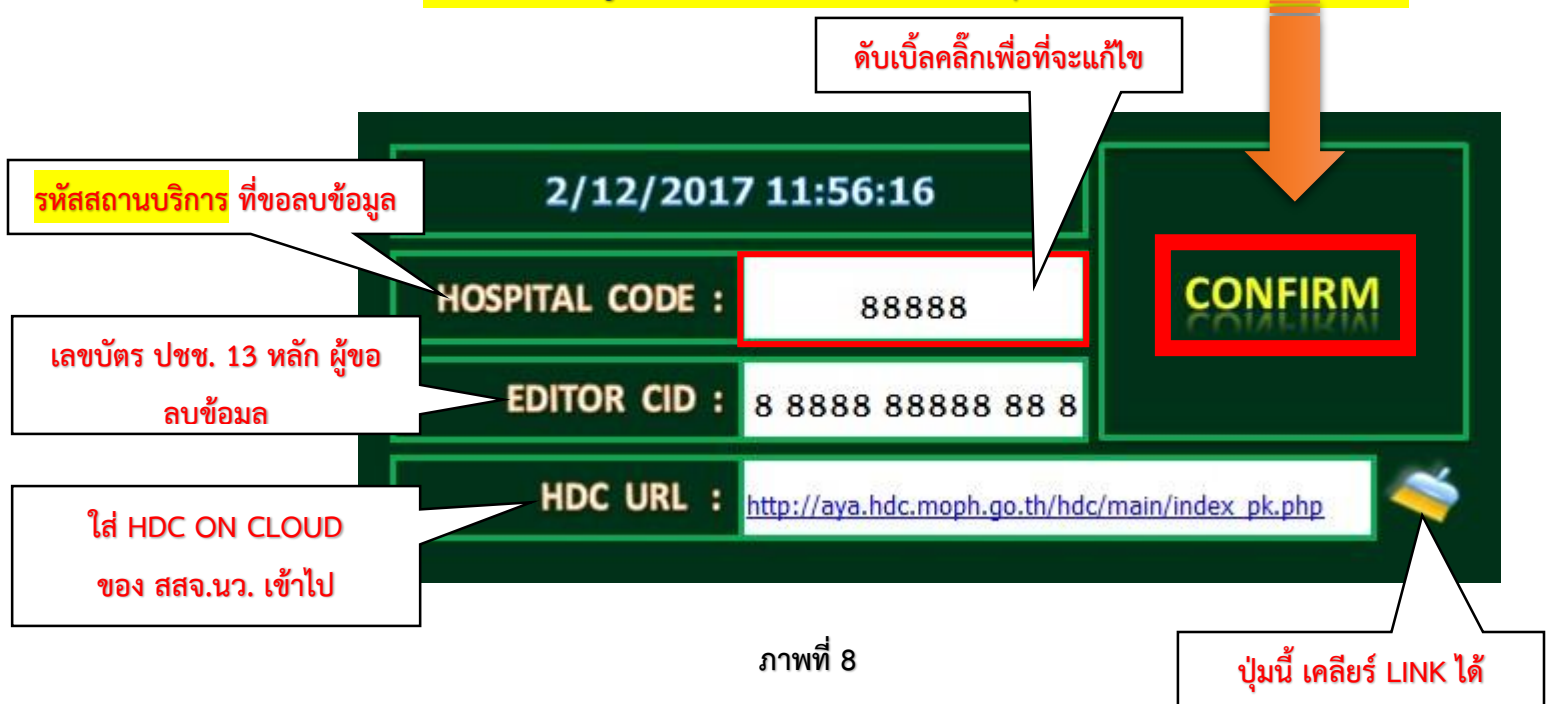 ดับเบิ้ลคลิ๊กเพื่อที่จะแก้ไข
2/12/2017 11:56:16
รหัสสถานบริการ ที่ขอลบข้อมูล
HOSPITAL CODE :
88888
CONFIRM
เลขบัตร ปชช. 13 หลัก ผู้ขอ
ลบข้อมล
EDITOR CID :
8 8888 88888 88 8
HDC URL :
http://aya.hdc.moph.go.th/hdc/main/index_pk.php
ใส่ HDC ON CLOUD
ของ สสจ.นว. เข้าไป
ภาพที่ 8
ปุ่มนี้ เคลียร์ LINK ได้